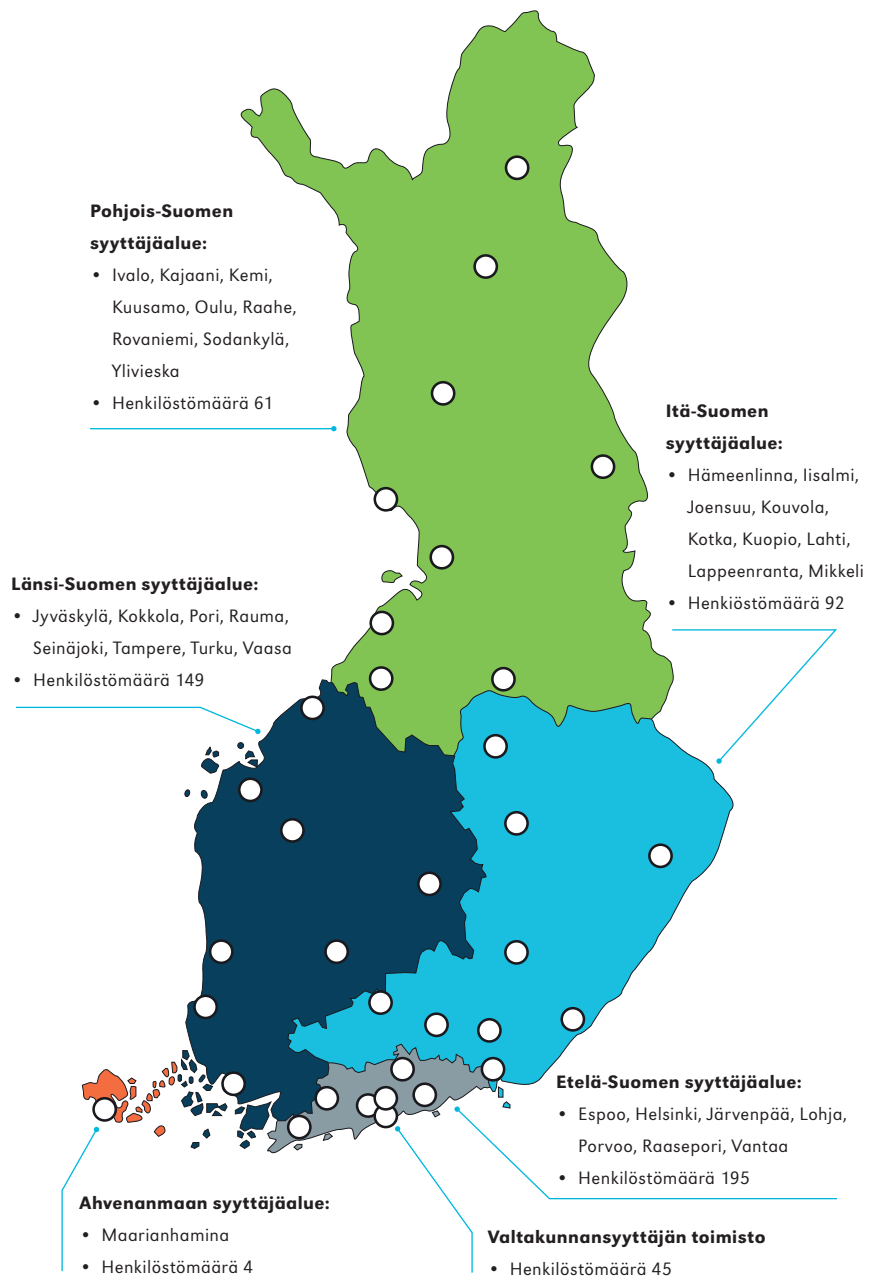 Pohjois-Suomen
syyttäjäalue:
• Ivalo, Kajaani, Kemi,
Kuusamo, Oulu, Raahe,
Rovaniemi, Sodankylä,
Ylivieska
• Henkilöstömäärä 61
Itä-Suomen
syyttäjäalue:
• Hämeenlinna, Iisalmi,
Joensuu, Kouvola,
Kotka, Kuopio, Lahti,
Lappeenranta, Mikkeli
• Henkiöstömäärä 92
Länsi-Suomen syyttäjäalue:
• Jyväskylä, Kokkola, Pori, Rauma,
Seinäjoki, Tampere, Turku, Vaasa
• Henkilöstömäärä 149
Etelä-Suomen syyttäjäalue:
• Espoo, Helsinki, Järvenpää, Lohja,
Porvoo, Raasepori, Vantaa
• Henkilöstömäärä 195
Ahvenanmaan syyttäjäalue:
• Maarianhamina
• Henkilöstömäärä 4
Valtakunnansyyttäjän toimisto
• Henkilöstömäärä 45